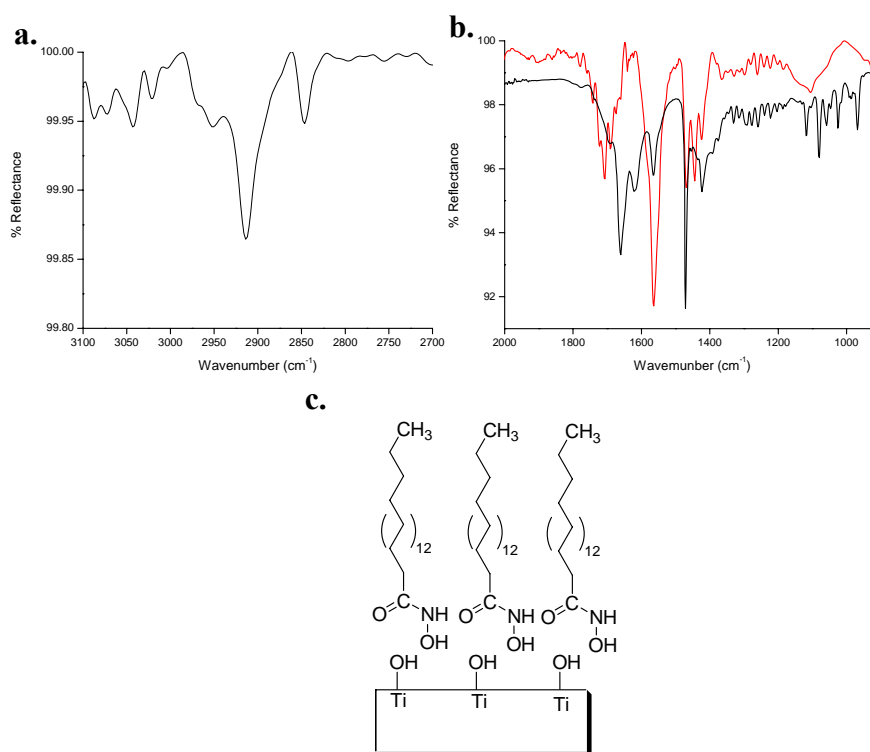 a.
100.00
99.95
99.90
99.85
99.80
% Reflectance
3100 3050 3000 2950 2900 2850 2800 2750 2700
Wavenumber (cm-1)
b.
100
98
96
94
92
% Reflectance
2000 1800 1600 1400 1200 1000
Wavemunber (cm-1)
c.
CH3 CH3 CH3
12 12 12
O C NH O C NH O C NH
OH OH OH
OH OH OH
Ti Ti Ti